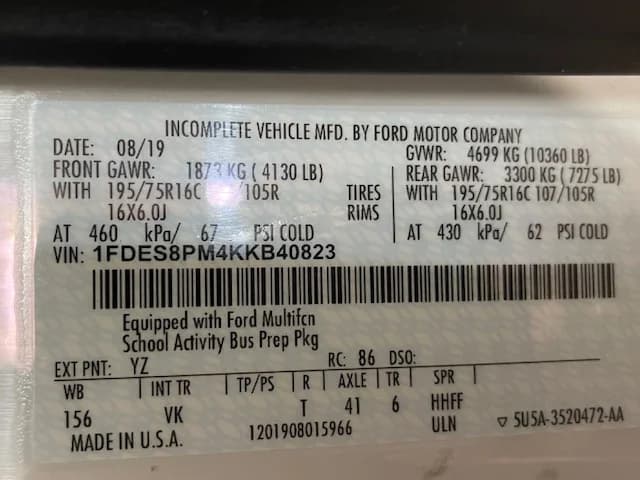 INCOMPLETE VEHICLE MFD. BY FORD MOTOR COMPANY
DATE: 08/19 GVWR: 4699 KG (10360 LB)
FRONT GAWR: 1873 KG ( 4130 LB) REAR GAWR: 3300 KG ( 7275 LB)
WITH 195/75R16C /105R TIRES WITH 195/75R16C 107/105R
16X6.0J RIMS 16X6.0J
AT 460 kPa/ 67 PSI COLD AT 430 kPa/ 62 PSI COLD
VIN: 1FDES8PM4KKB40823
Equipped with Ford Multifcn
School Activity Bus Prep Pkg
EXT PNT: YZ RC: 86 DSO:
WB INT TR TP/PS R AXLE TR SPR
156 VK T 41 6 HHFF
MADE IN U.S.A. 1201908015966 ULN ▽ 5U5A-3520472-AA